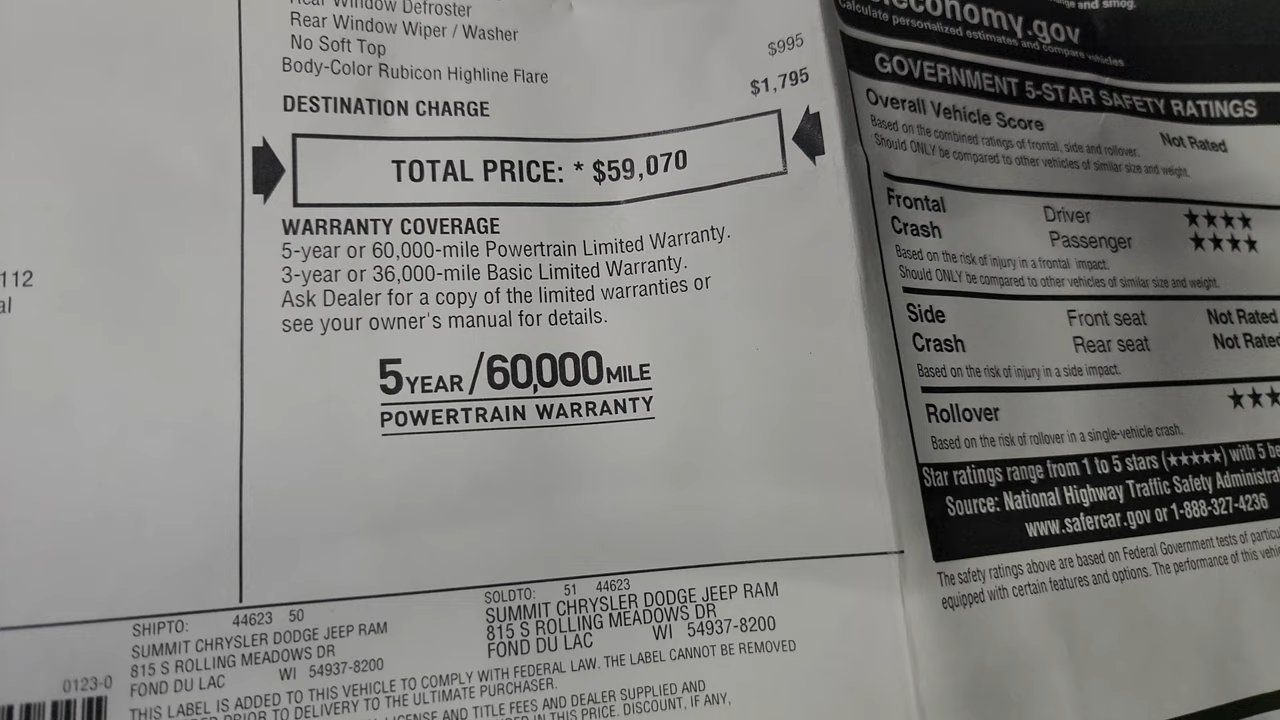 Rear Window Defroster
Rear Window Wiper / Washer
No Soft Top
Body-Color Rubicon Highline Flare $995
DESTINATION CHARGE $1,795
TOTAL PRICE: * $59,070
WARRANTY COVERAGE
5-year or 60,000-mile Powertrain Limited Warranty.
3-year or 36,000-mile Basic Limited Warranty.
Ask Dealer for a copy of the limited warranties or
see your owner's manual for details.
5 YEAR / 60,000 MILE
POWERTRAIN WARRANTY
112
al
SHIPTO: 44623 50
SUMMIT CHRYSLER DODGE JEEP RAM
815 S ROLLING MEADOWS DR
FOND DU LAC WI 54937-8200
SOLDTO: 51 44623
SUMMIT CHRYSLER DODGE JEEP RAM
815 S ROLLING MEADOWS DR
FOND DU LAC WI 54937-8200
0123-0
THIS LABEL IS ADDED TO THIS VEHICLE TO COMPLY WITH FEDERAL LAW. THE LABEL CANNOT BE REMOVED
PRIOR TO DELIVERY TO THE ULTIMATE PURCHASER.
LICENSE AND TITLE FEES AND DEALER SUPPLIED AND
IN THIS PRICE. DISCOUNT, IF ANY,
and smog.
economy.gov
Calculate personalized estimates and compare vehicles
GOVERNMENT 5-STAR SAFETY RATINGS
Overall Vehicle Score Not Rated
Based on the combined ratings of frontal, side and rollover.
Should ONLY be compared to other vehicles of similar size and weight.
Frontal Driver ★★★★
Crash Passenger ★★★★
Based on the risk of injury in a frontal impact.
Should ONLY be compared to other vehicles of similar size and weight.
Side Front seat Not Rated
Crash Rear seat Not Rated
Based on the risk of injury in a side impact.
Rollover ★★★
Based on the risk of rollover in a single-vehicle crash.
Star ratings range from 1 to 5 stars (★★★★★) with 5 be
Source: National Highway Traffic Safety Administra
www.safercar.gov or 1-888-327-4236
The safety ratings above are based on Federal Government tests of particu
equipped with certain features and options. The performance of this vehi